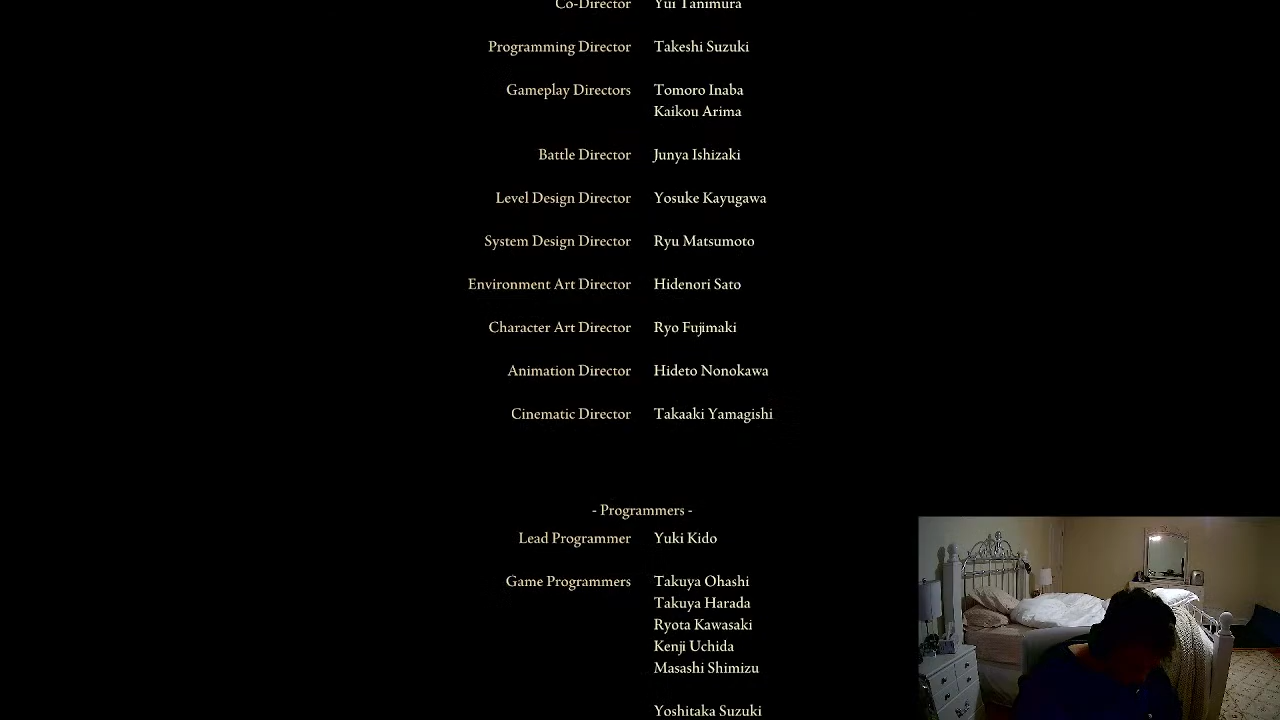 Co-Director Yui Tanimura
Programming Director Takeshi Suzuki
Gameplay Directors Tomoro Inaba
Kaikou Arima
Battle Director Junya Ishizaki
Level Design Director Yosuke Kayugawa
System Design Director Ryu Matsumoto
Environment Art Director Hidenori Sato
Character Art Director Ryo Fujimaki
Animation Director Hideto Nonokawa
Cinematic Director Takaaki Yamagishi
- Programmers -
Lead Programmer Yuki Kido
Game Programmers Takuya Ohashi
Takuya Harada
Ryota Kawasaki
Kenji Uchida
Masashi Shimizu
Yoshitaka Suzuki